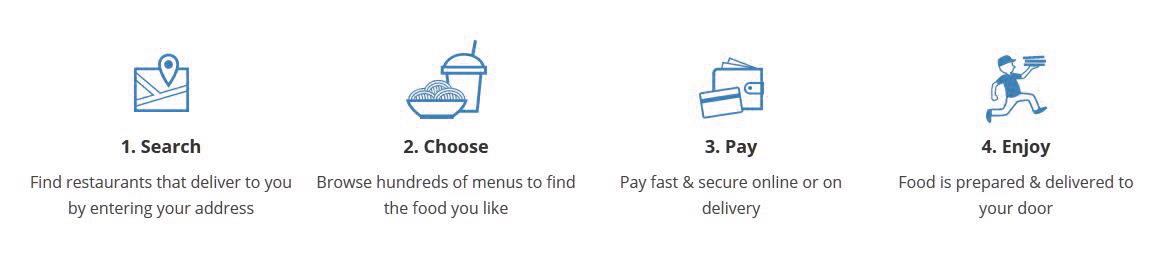 1. Search
Find restaurants that deliver to you
by entering your address
2. Choose
Browse hundreds of menus to find
the food you like
3. Pay
Pay fast & secure online or on
delivery
4. Enjoy
Food is prepared & delivered to
your door